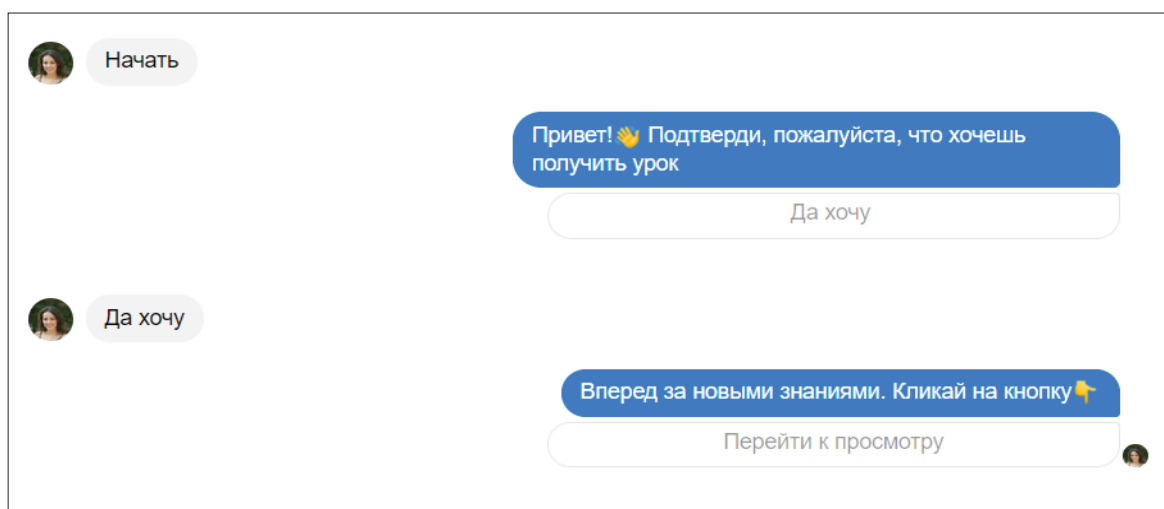 Начать
Привет!👋 Подтверди, пожалуйста, что хочешь
получить урок
Да хочу
Да хочу
Вперед за новыми знаниями. Кликай на кнопку👇
Перейти к просмотру